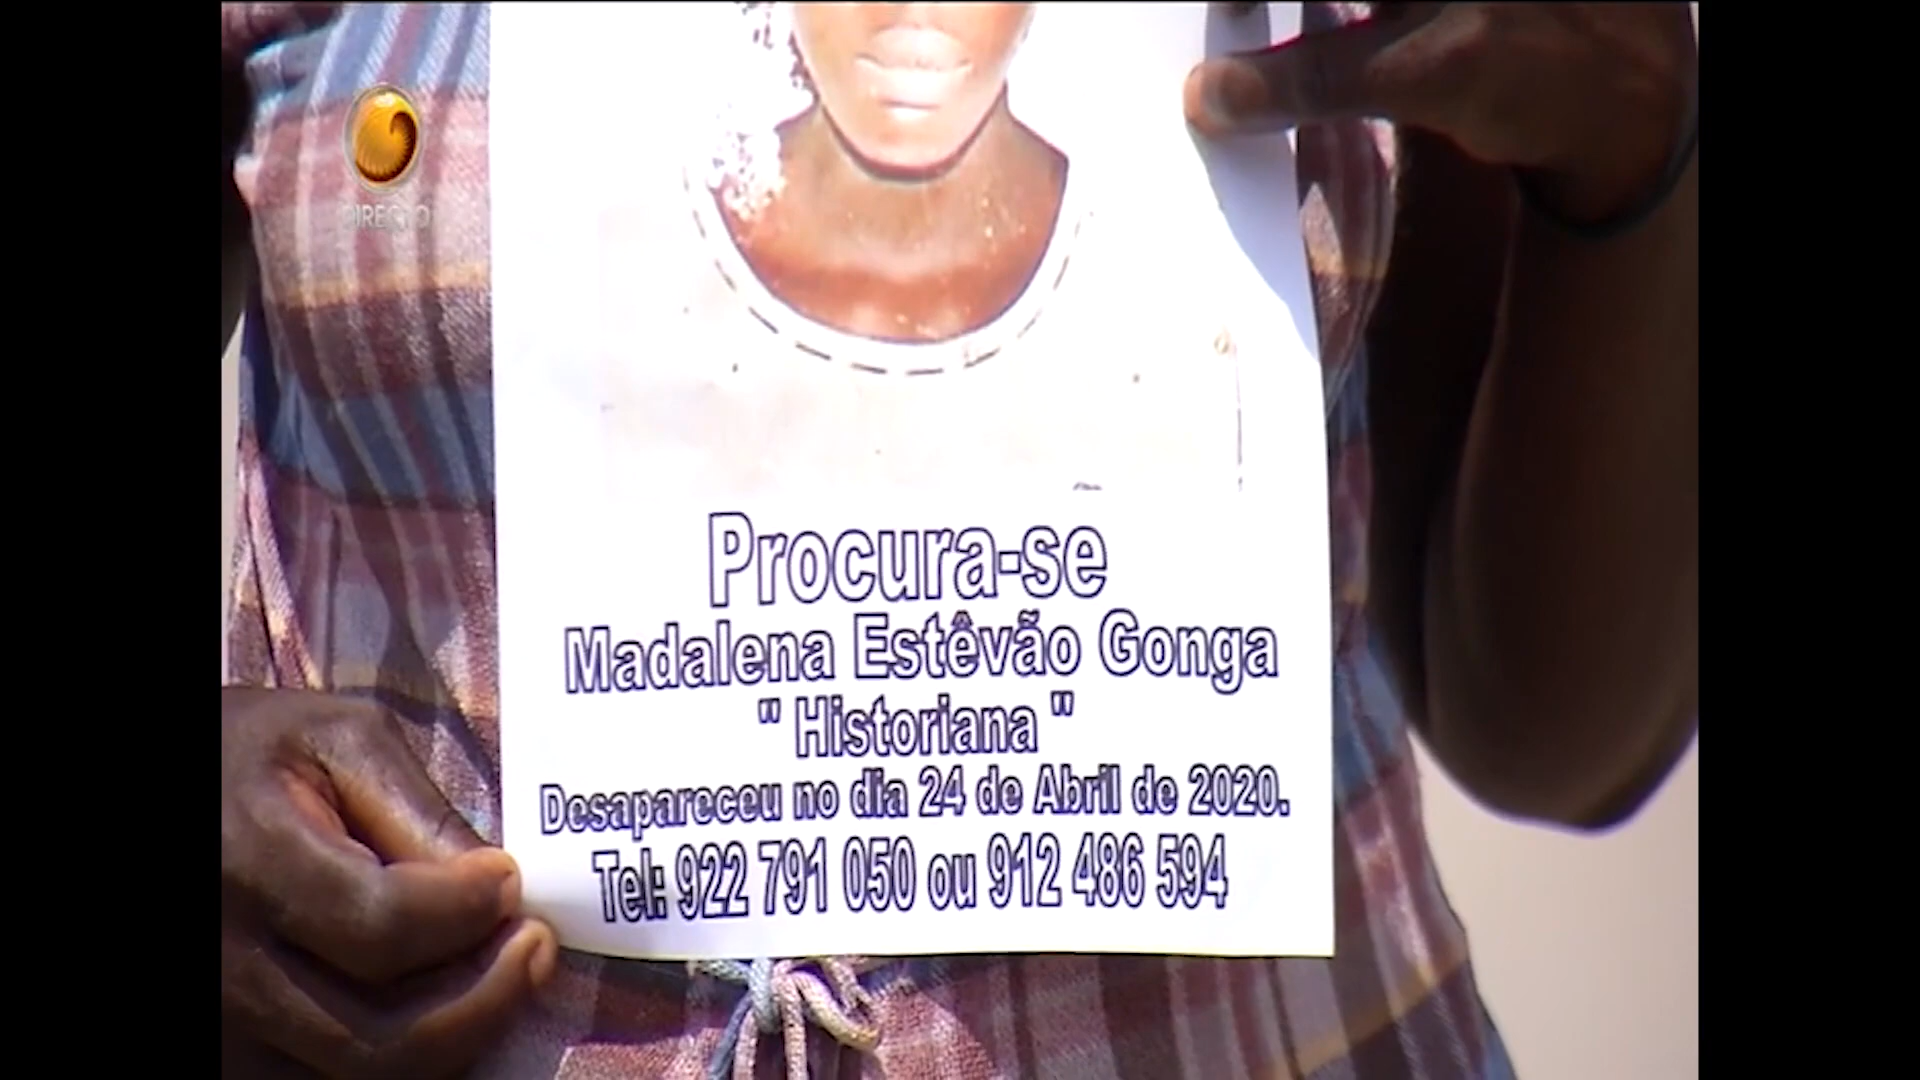 DIRECTO
Procura-se
Madalena Estêvão Gonga
" Historiana "
Desapareceu no dia 24 de Abril de 2020.
Tel: 922 791 050 ou 912 486 594